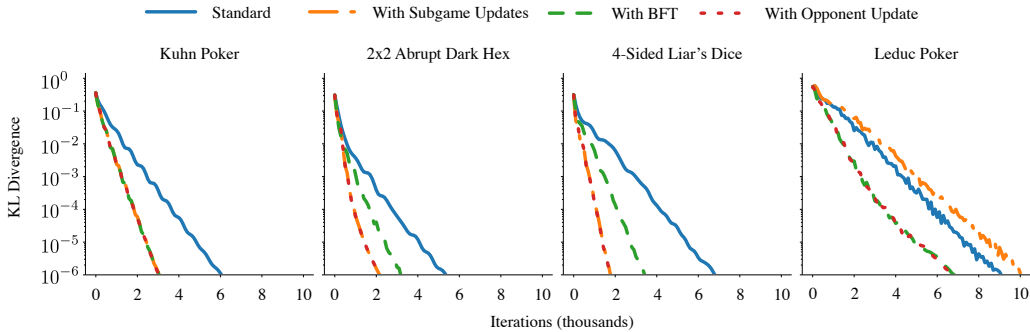 Standard With Subgame Updates With BFT With Opponent Update
Kuhn Poker 2x2 Abrupt Dark Hex 4-Sided Liar's Dice Leduc Poker
KL Divergence
10^0
10^-1
10^-2
10^-3
10^-4
10^-5
10^-6
0 2 4 6 8 10 0 2 4 6 8 10 0 2 4 6 8 10 0 2 4 6 8 10
Iterations (thousands)